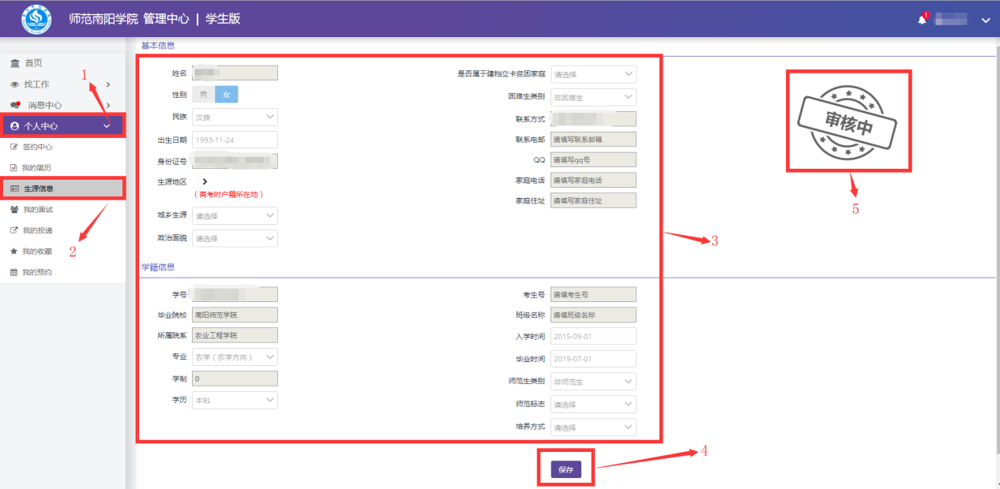 师范南阳学院 管理中心 | 学生版
1
首页
找工作
消息中心
个人中心
签约中心
我的简历
生源信息
我的面试
我的投递
我的收藏
我的预约
1
2
基本信息
姓名
性别 男 女
民族 汉族
出生日期 1993-11-24
身份证号
生源地区
（高考时户籍所在地）
城乡生源 请选择
政治面貌 请选择
是否属于建档立卡贫困家庭 请选择
困难生类别 非困难生
联系方式
联系电邮 请填写联系邮箱
QQ 请填写qq号
家庭电话 请填写家庭电话
家庭住址 请填写家庭住址
3
审核中
5
学籍信息
学号
毕业院校 南阳师范学院
所属院系 农业工程学院
专业 农学（农学方向）
学制 0
学历 本科
考生号 请填考生号
班级名称 请填班级名称
入学时间 2015-09-01
毕业时间 2019-07-01
师范生类别 非师范生
师范标志 请选择
培养方式 请选择
保存
4